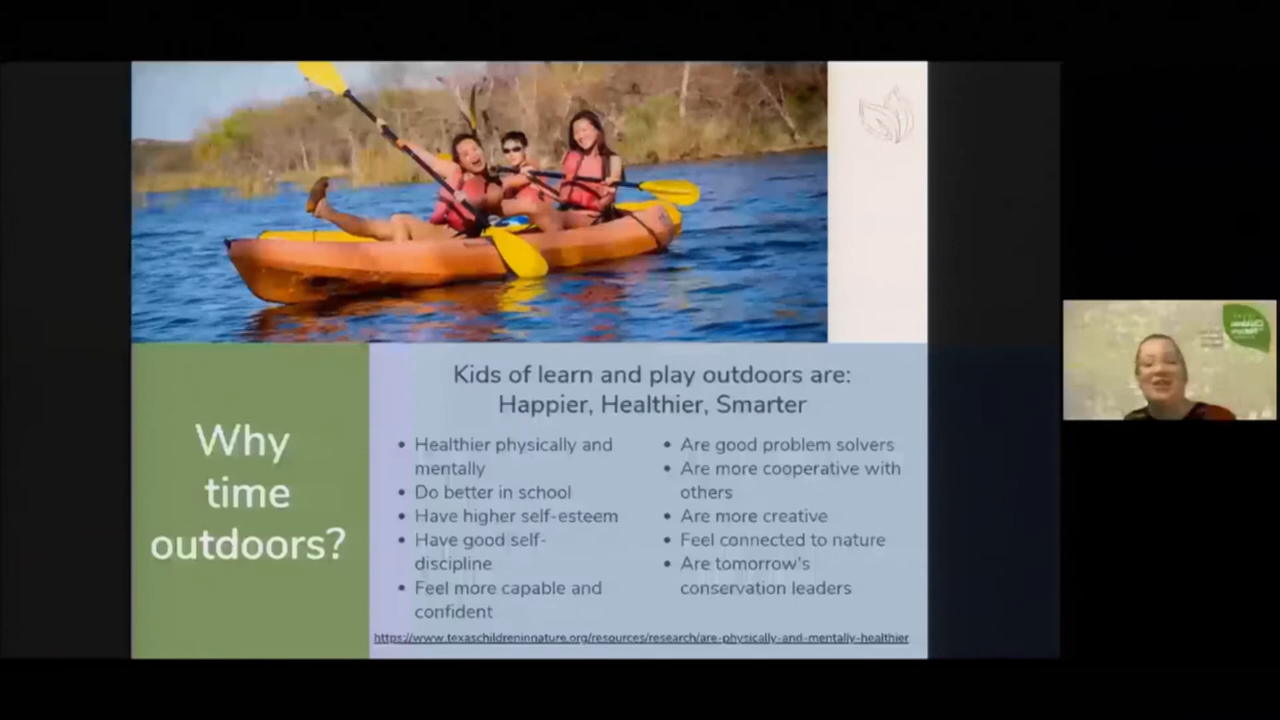 Why
time
outdoors?
Kids of learn and play outdoors are:
Happier, Healthier, Smarter
• Healthier physically and
mentally
• Do better in school
• Have higher self-esteem
• Have good self-
discipline
• Feel more capable and
confident
• Are good problem solvers
• Are more cooperative with
others
• Are more creative
• Feel connected to nature
• Are tomorrow's
conservation leaders
https://www.texaschildreninnature.org/resources/research/are-physically-and-mentally-healthier